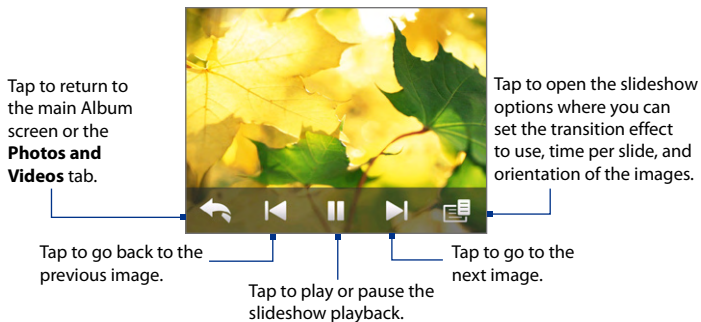 Tap to return to
the main Album
screen or the
Photos and
Videos tab.
Tap to open the slideshow
options where you can
set the transition effect
to use, time per slide, and
orientation of the images.
Tap to go back to the
previous image.
Tap to play or pause the
slideshow playback.
Tap to go to the
next image.